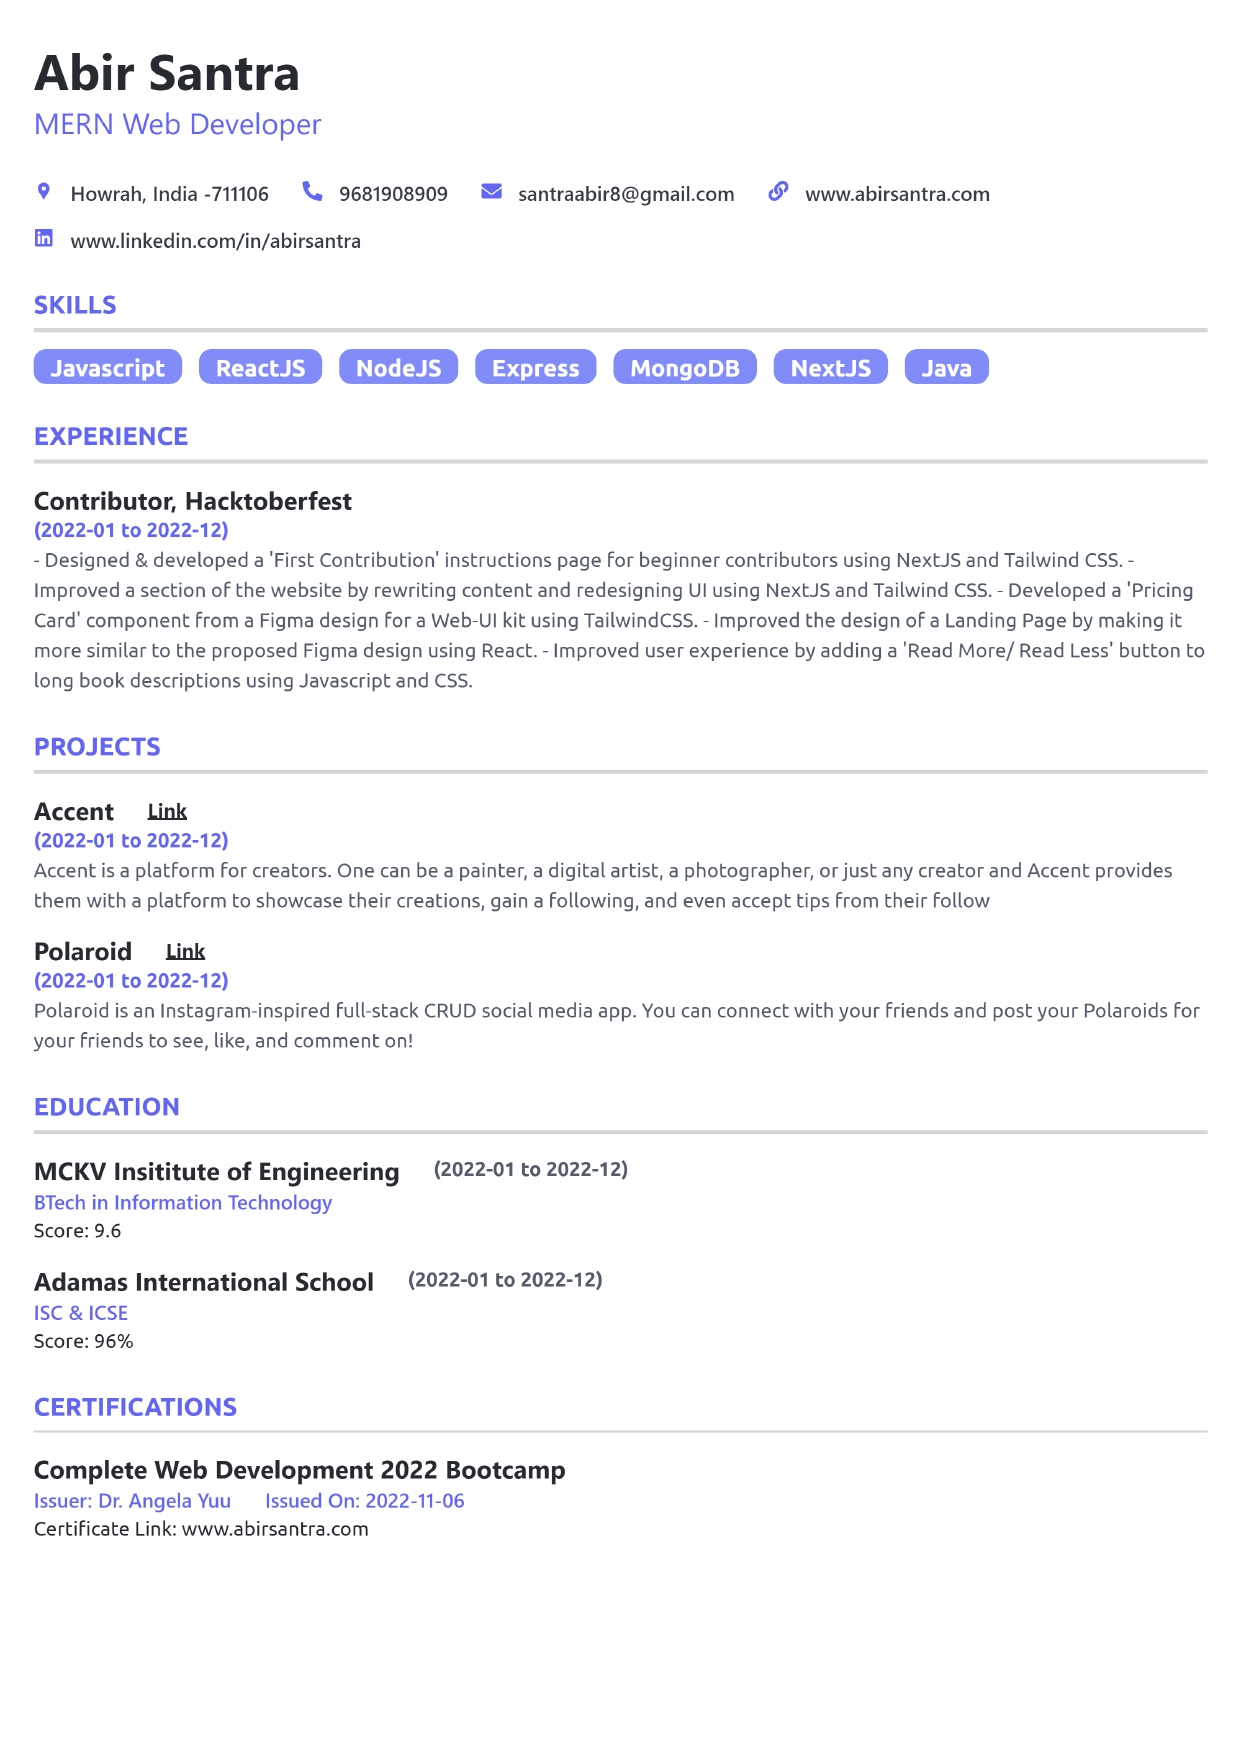 Abir Santra
MERN Web Developer
Howrah, India -711106 9681908909 santraabir8@gmail.com www.abirsantra.com
www.linkedin.com/in/abirsantra
SKILLS
Javascript ReactJS NodeJS Express MongoDB NextJS Java
EXPERIENCE
Contributor, Hacktoberfest
(2022-01 to 2022-12)
- Designed & developed a 'First Contribution' instructions page for beginner contributors using NextJS and Tailwind CSS. -
Improved a section of the website by rewriting content and redesigning UI using NextJS and Tailwind CSS. - Developed a 'Pricing
Card' component from a Figma design for a Web-UI kit using TailwindCSS. - Improved the design of a Landing Page by making it
more similar to the proposed Figma design using React. - Improved user experience by adding a 'Read More/ Read Less' button to
long book descriptions using Javascript and CSS.
PROJECTS
Accent Link
(2022-01 to 2022-12)
Accent is a platform for creators. One can be a painter, a digital artist, a photographer, or just any creator and Accent provides
them with a platform to showcase their creations, gain a following, and even accept tips from their follow
Polaroid Link
(2022-01 to 2022-12)
Polaroid is an Instagram-inspired full-stack CRUD social media app. You can connect with your friends and post your Polaroids for
your friends to see, like, and comment on!
EDUCATION
MCKV Insititute of Engineering (2022-01 to 2022-12)
BTech in Information Technology
Score: 9.6
Adamas International School (2022-01 to 2022-12)
ISC & ICSE
Score: 96%
CERTIFICATIONS
Complete Web Development 2022 Bootcamp
Issuer: Dr. Angela Yuu Issued On: 2022-11-06
Certificate Link: www.abirsantra.com